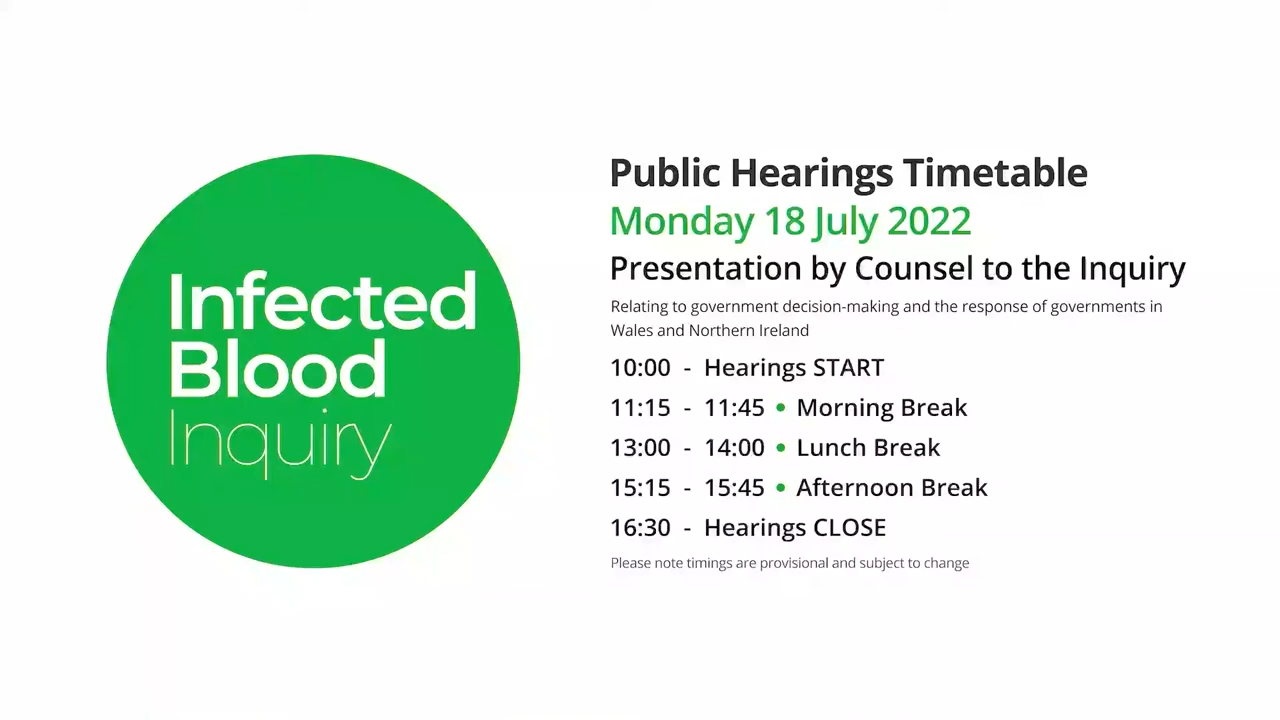 Infected
Blood
Inquiry
Public Hearings Timetable
Monday 18 July 2022
Presentation by Counsel to the Inquiry
Relating to government decision-making and the response of governments in
Wales and Northern Ireland
10:00 - Hearings START
11:15 - 11:45 • Morning Break
13:00 - 14:00 • Lunch Break
15:15 - 15:45 • Afternoon Break
16:30 - Hearings CLOSE
Please note timings are provisional and subject to change